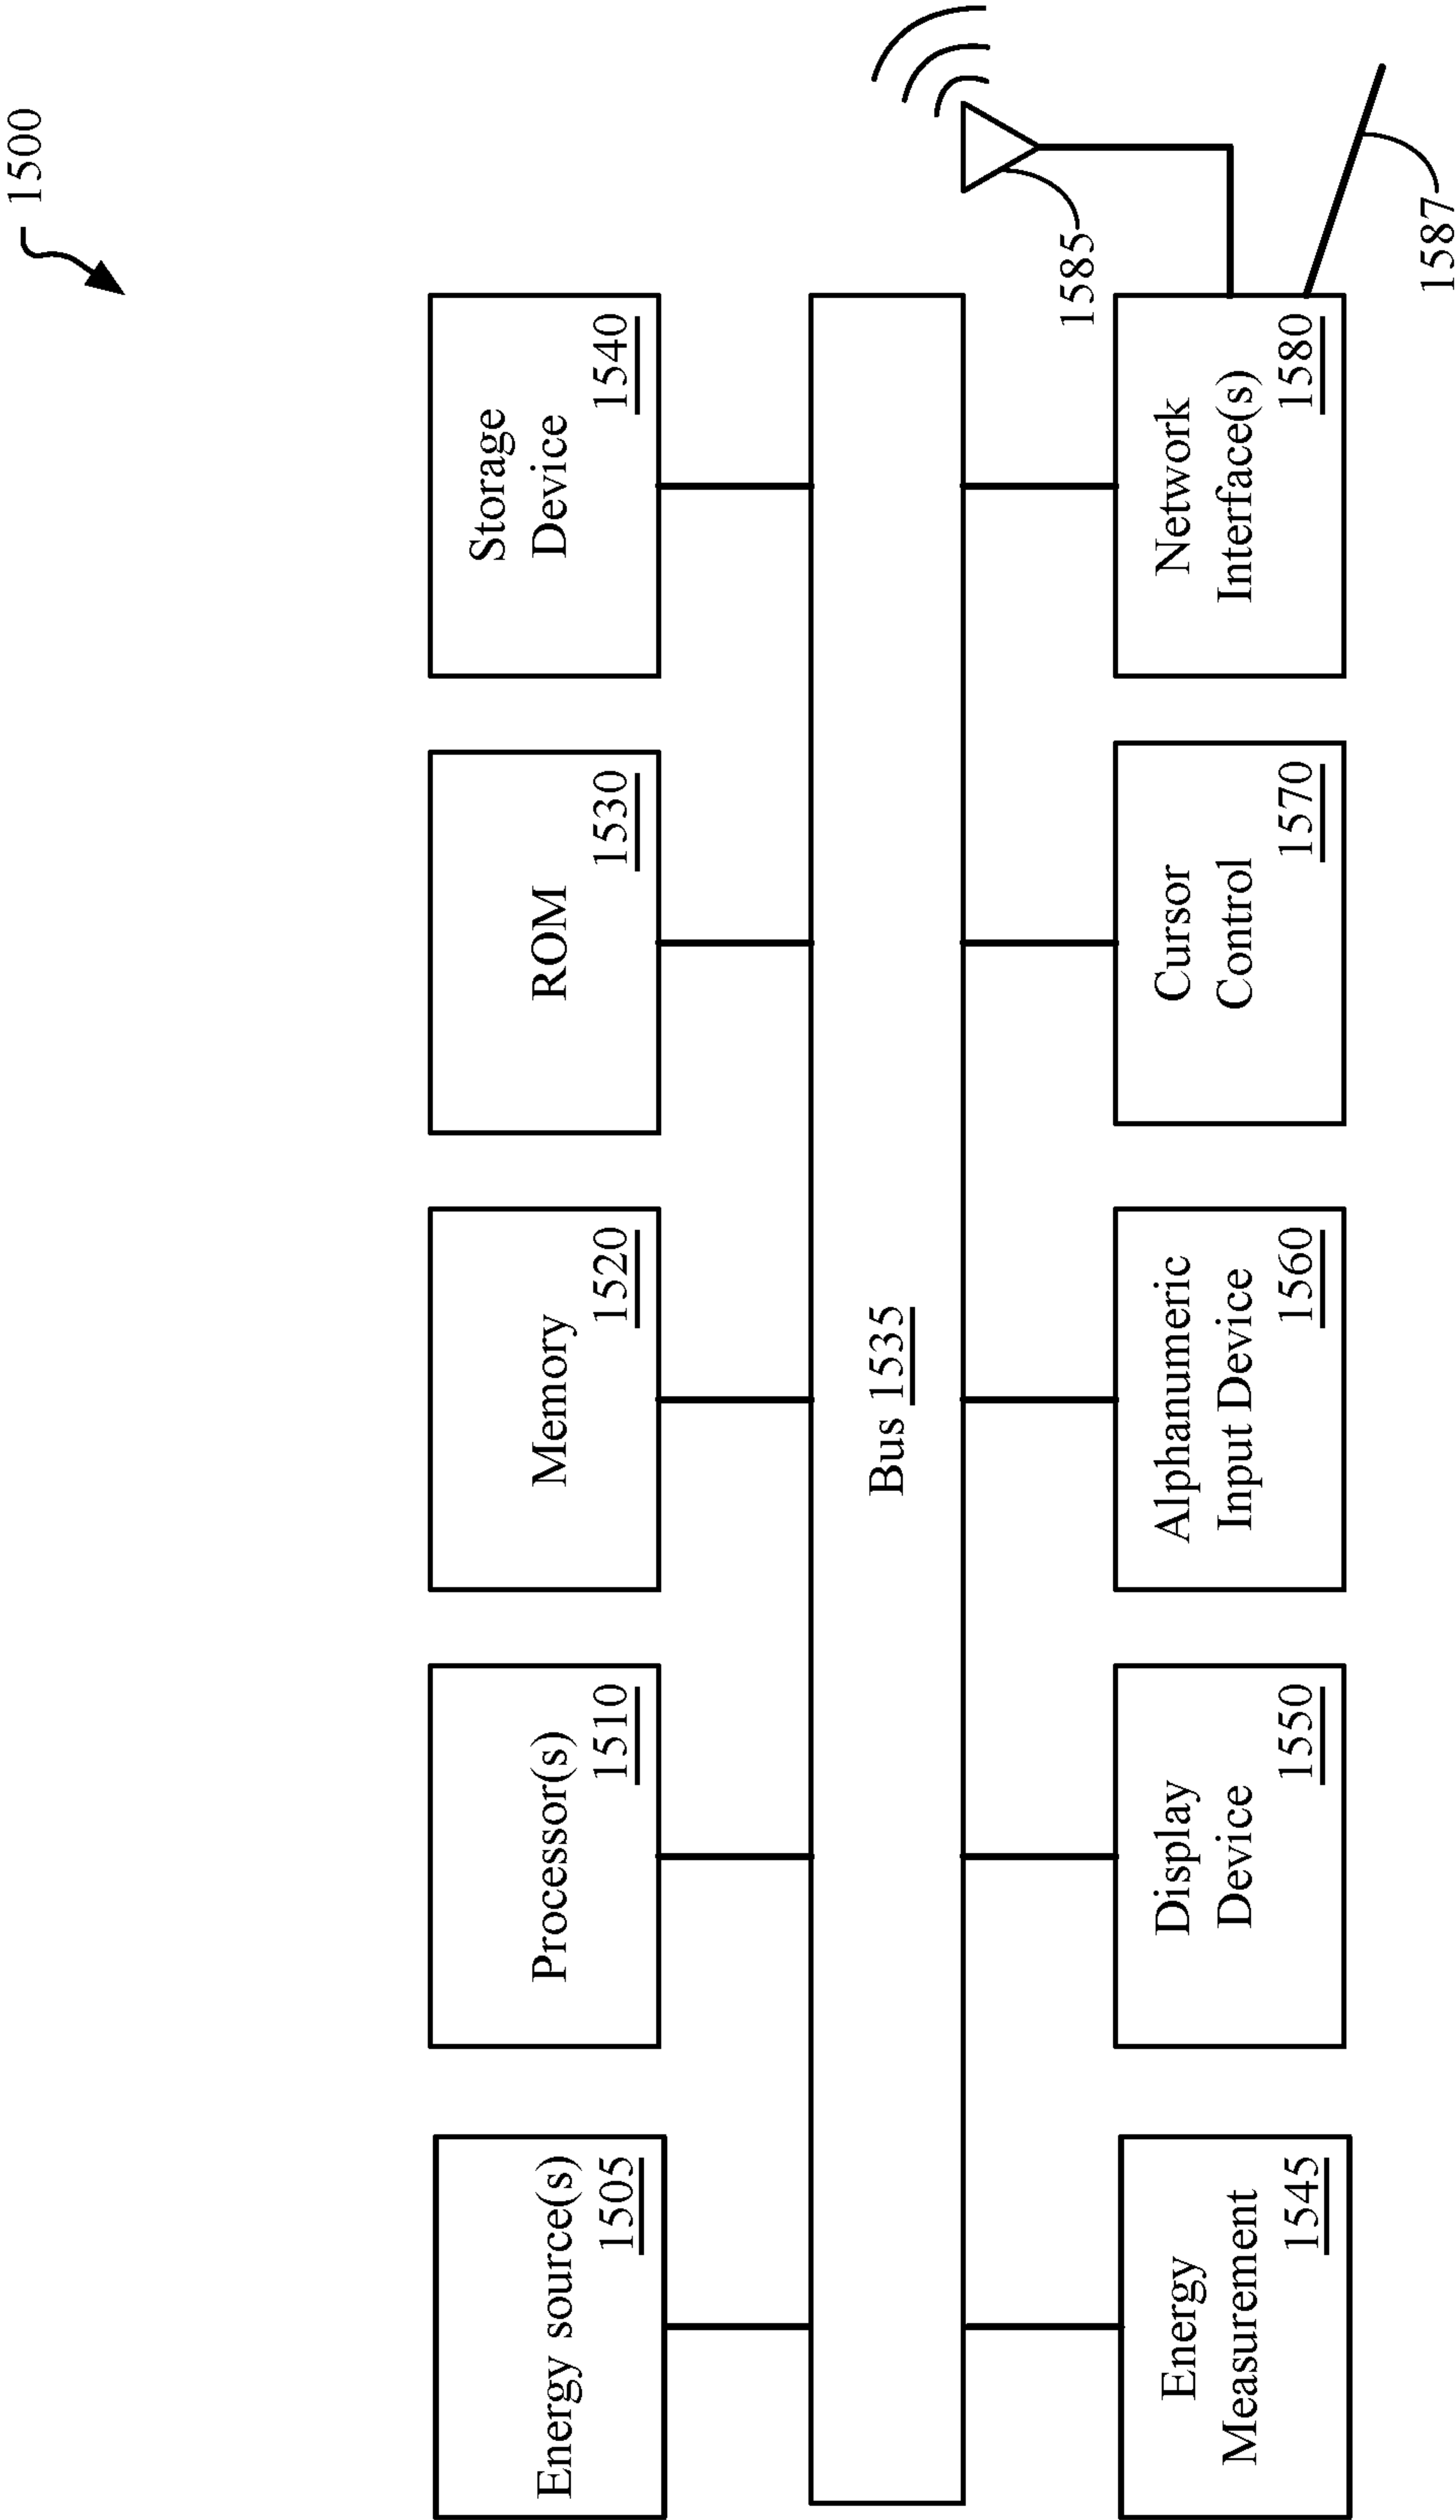 1500
Energy source(s)
1505
Processor(s)
1510
Memory
1520
ROM
1530
Storage
Device
1540
Bus 1535
Energy
Measurement
1545
Display
Device
1550
Alphanumeric
Input Device
1560
Cursor
Control
1570
Network
Interface(s)
1580
1585
1587